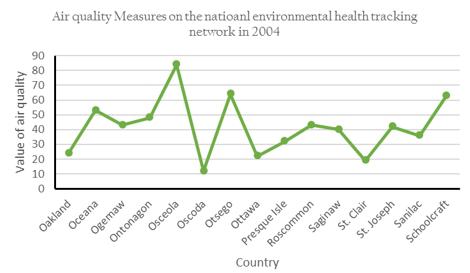 Air quality Measures on the natioanl environmental health tracking
network in 2004
Value of air quality
90
80
70
60
50
40
30
20
10
0
Oakland
Oceana
Ogemaw
Ontonagon
Osceola
Oscoda
Otsego
Ottawa
Presque Isle
Roscommon
Saginaw
St. Clair
St. Joseph
Sanilac
Schoolcraft
Country